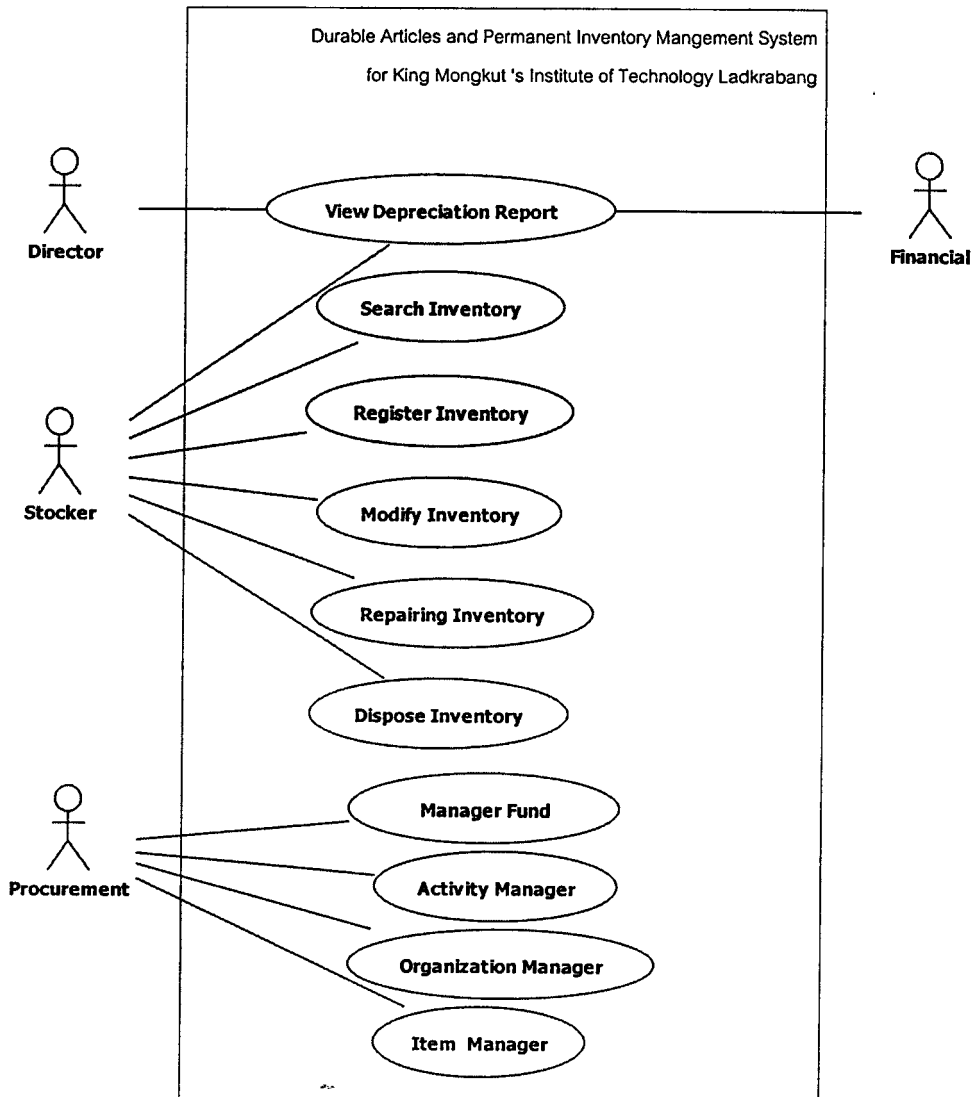 Durable Articles and Permanent Inventory Mangement System
for King Mongkut 's Institute of Technology Ladkrabang
View Depreciation Report
Director
Financial
Search Inventory
Register Inventory
Stocker
Modify Inventory
Repairing Inventory
Dispose Inventory
Manager Fund
Procurement
Activity Manager
Organization Manager
Item Manager